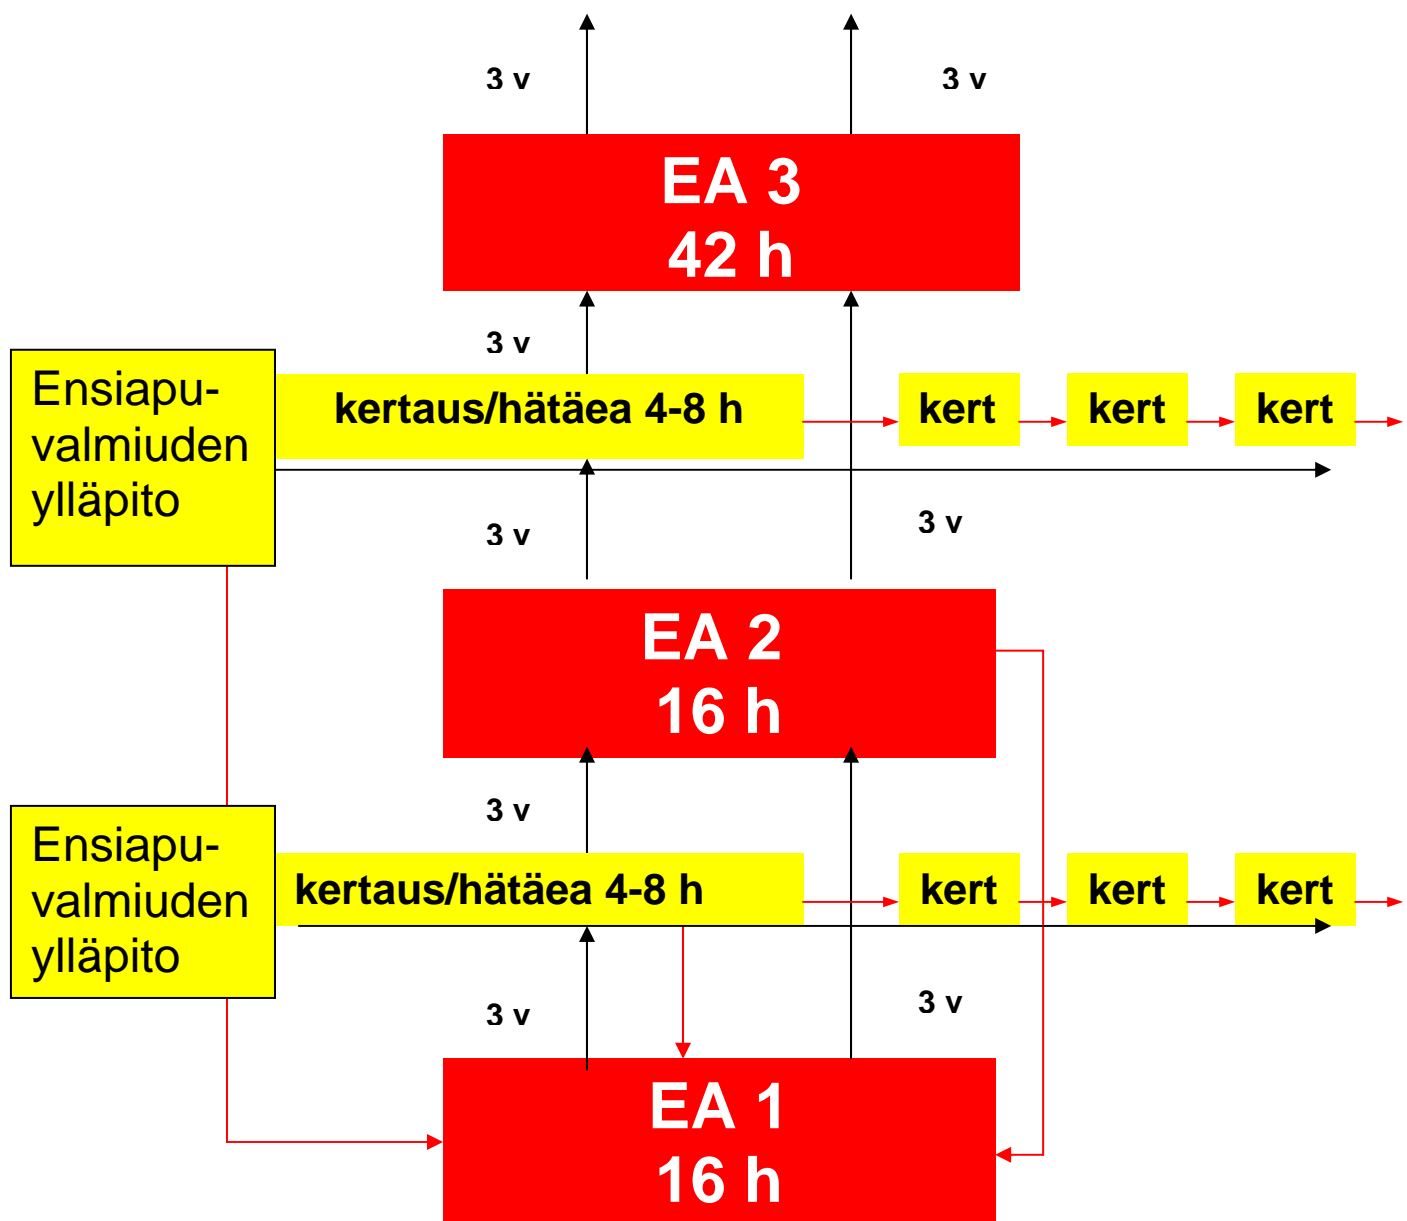 3 v
3 v
EA 3
42 h
3 v
Ensiapu-
valmiuden
ylläpito
kertaus/hätäea 4-8 h
kert
kert
kert
3 v
3 v
EA 2
16 h
3 v
Ensiapu-
valmiuden
ylläpito
kertaus/hätäea 4-8 h
kert
kert
kert
3 v
3 v
EA 1
16 h